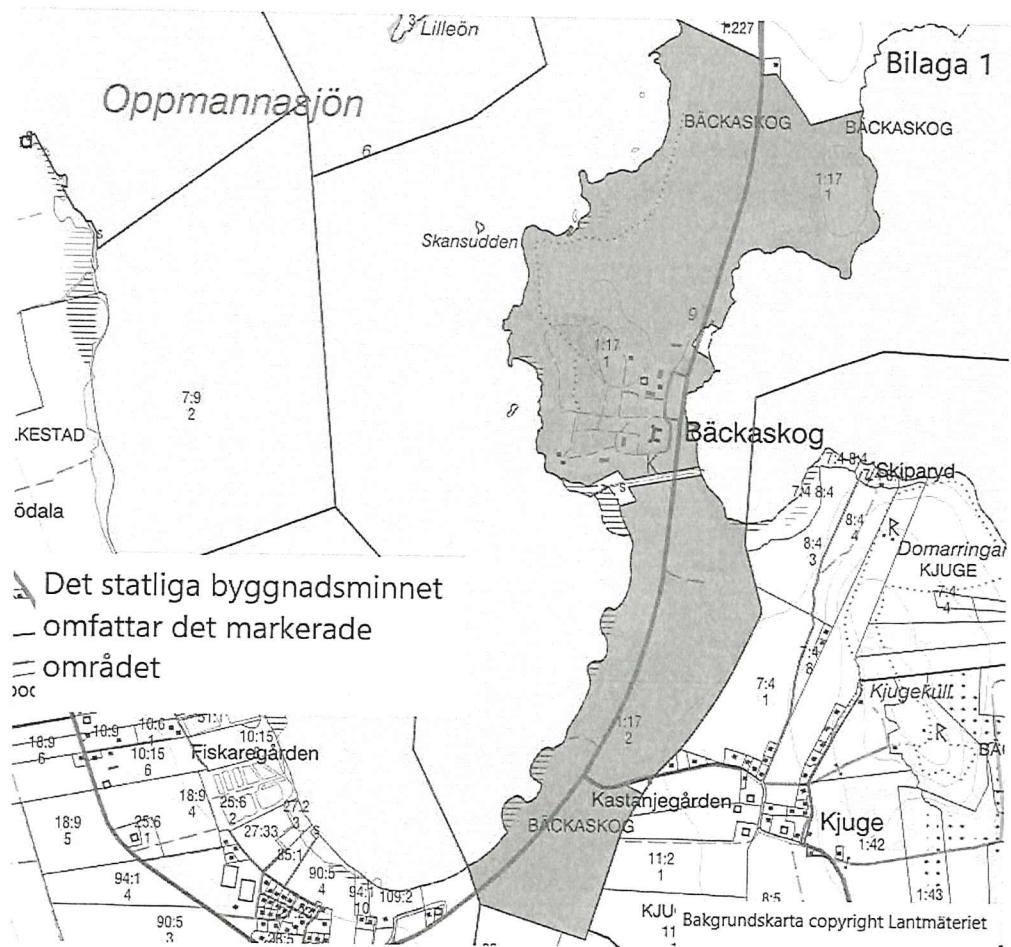 3
Lilleön
1:227
Bilaga 1
Oppmannasjön
BÄCKASKOG
BÄCKASKOG
6
1:17
1
s
Skansudden
9
1:17
1
7:9
2
Bäckaskog
.KESTAD
K
s
7:4 8:4
Skiparyd
7:4 8:4
8:4
4
R
ödala
8:4
3
Domarringar
KJUGE
7:4
4
Det statliga byggnadsminnet
omfattar det markerade
området
7:4
8
7:4
1
Kjugekull
R
1:17
2
18:9
6
10:9
10:6
1
10:15
10:15
6
Fiskaregården
18:9
4
25:6
2
27:2
3
18:9
5
25:6
1
27:33
s
85:1
Kastanjegården
BÄCKASKOG
Kjuge
1:42
94:1
4
90:5
4
94:1
10
109:2
11:2
1
8:5
1:43
90:5
3
KJU
11
Bakgrundskarta copyright Lantmäteriet